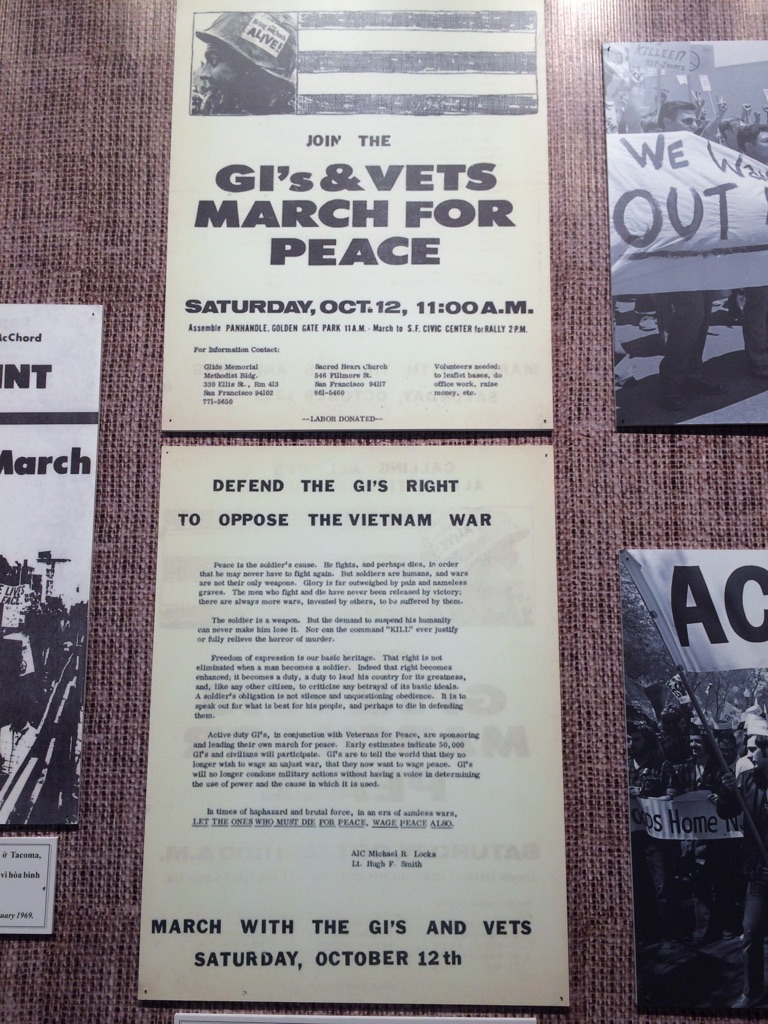 ALIVE!
JOIN THE
GI's & VETS
MARCH FOR
PEACE
SATURDAY, OCT. 12, 11:00 A.M.
Assemble PANHANDLE, GOLDEN GATE PARK 11 A.M. - March to S.F. CIVIC CENTER for RALLY 2 P.M.
For Information Contact:
Glide Memorial
Methodist Bldg.
330 Ellis St., Rm 413
San Francisco 94102
771-5650
Sacred Heart Church
546 Fillmore St.
San Francisco 94117
861-5460
Volunteers needed:
to leaflet bases, do
office work, raise
money, etc.
--LABOR DONATED--
DEFEND THE GI'S RIGHT
TO OPPOSE THE VIETNAM WAR
Peace is the soldier's cause. He fights, and perhaps dies, in order
that he may never have to fight again. But soldiers are humans, and wars
are not their only weapons. Glory is far outweighed by pain and nameless
graves. The men who fight and die have never been released by victory;
there are always more wars, invented by others, to be suffered by them.
The soldier is a weapon. But the demand to suspend his humanity
can never make him lose it. Nor can the command "KILL" ever justify
or fully relieve the horror of murder.
Freedom of expression is our basic heritage. That right is not
eliminated when a man becomes a soldier. Indeed that right becomes
enhanced; it becomes a duty, a duty to laud his country for its greatness,
and, like any other citizen, to criticise any betrayal of its basic ideals.
A soldier's obligation is not silence and unquestioning obedience. It is to
speak out for what is best for his people, and perhaps to die in defending
them.
Active duty GI's, in conjunction with Veterans for Peace, are sponsoring
and leading their own march for peace. Early estimates indicate 50,000
GI's and civilians will participate. GI's are to tell the world that they no
longer wish to wage an unjust war, that they now want to wage peace. GI's
will no longer condone military actions without having a voice in determining
the use of power and the cause in which it is used.
In times of haphazard and brutal force, in an era of aimless wars,
LET THE ONES WHO MUST DIE FOR PEACE, WAGE PEACE ALSO.
A1C Michael R. Locks
Lt. Hugh F. Smith
MARCH WITH THE GI'S AND VETS
SATURDAY, OCTOBER 12th
cChord
INT
March
ở Tacoma,
vì hòa bình
uary 1969.
KILLEEN
WE Wa
OUT
AC
ops Home N